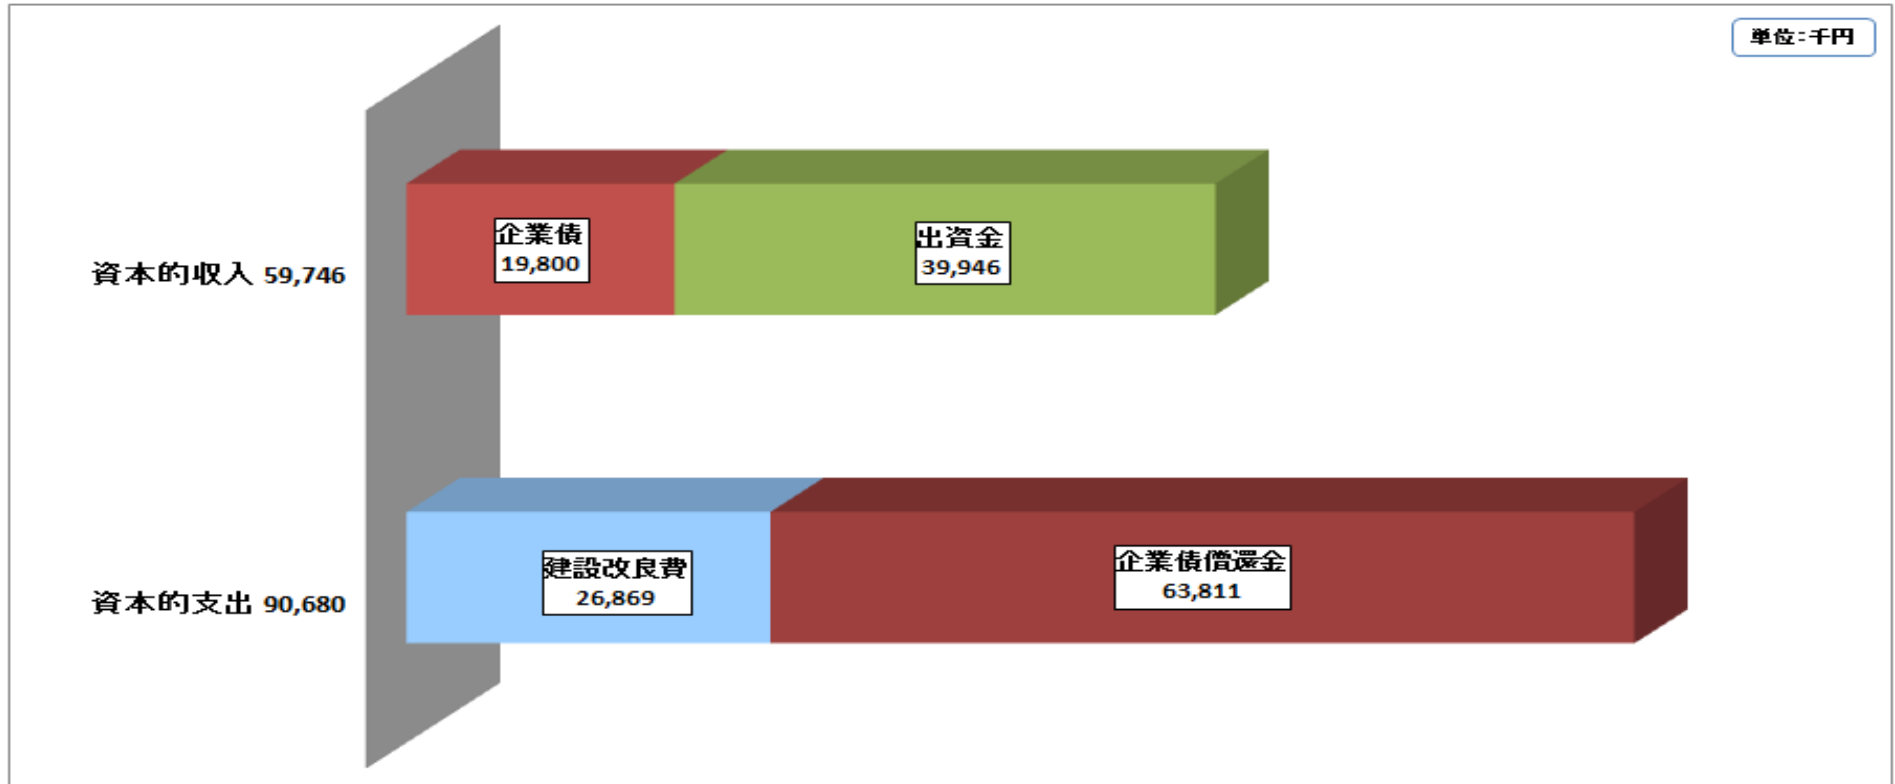 単位:千円
資本的収入 59,746
企業債
19,800
出資金
39,946
資本的支出 90,680
建設改良費
26,869
企業債償還金
63,811